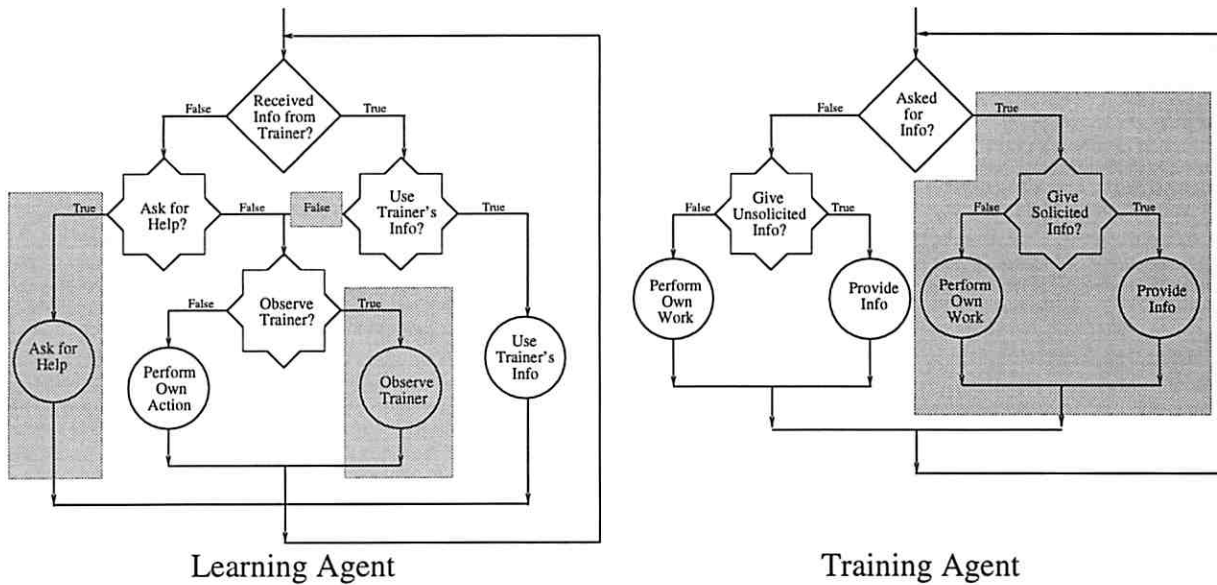 Received
Info from
Trainer?
False
True
Ask for
Help?
True
False
False
Use
Trainer's
Info?
True
Observe
Trainer?
False
True
Ask for
Help
Perform
Own
Action
Observe
Trainer
Use
Trainer's
Info
Learning Agent
Asked
for
Info?
False
True
Give
Unsolicited
Info?
False
True
Give
Solicited
Info?
False
True
Perform
Own
Work
Provide
Info
Perform
Own
Work
Provide
Info
Training Agent